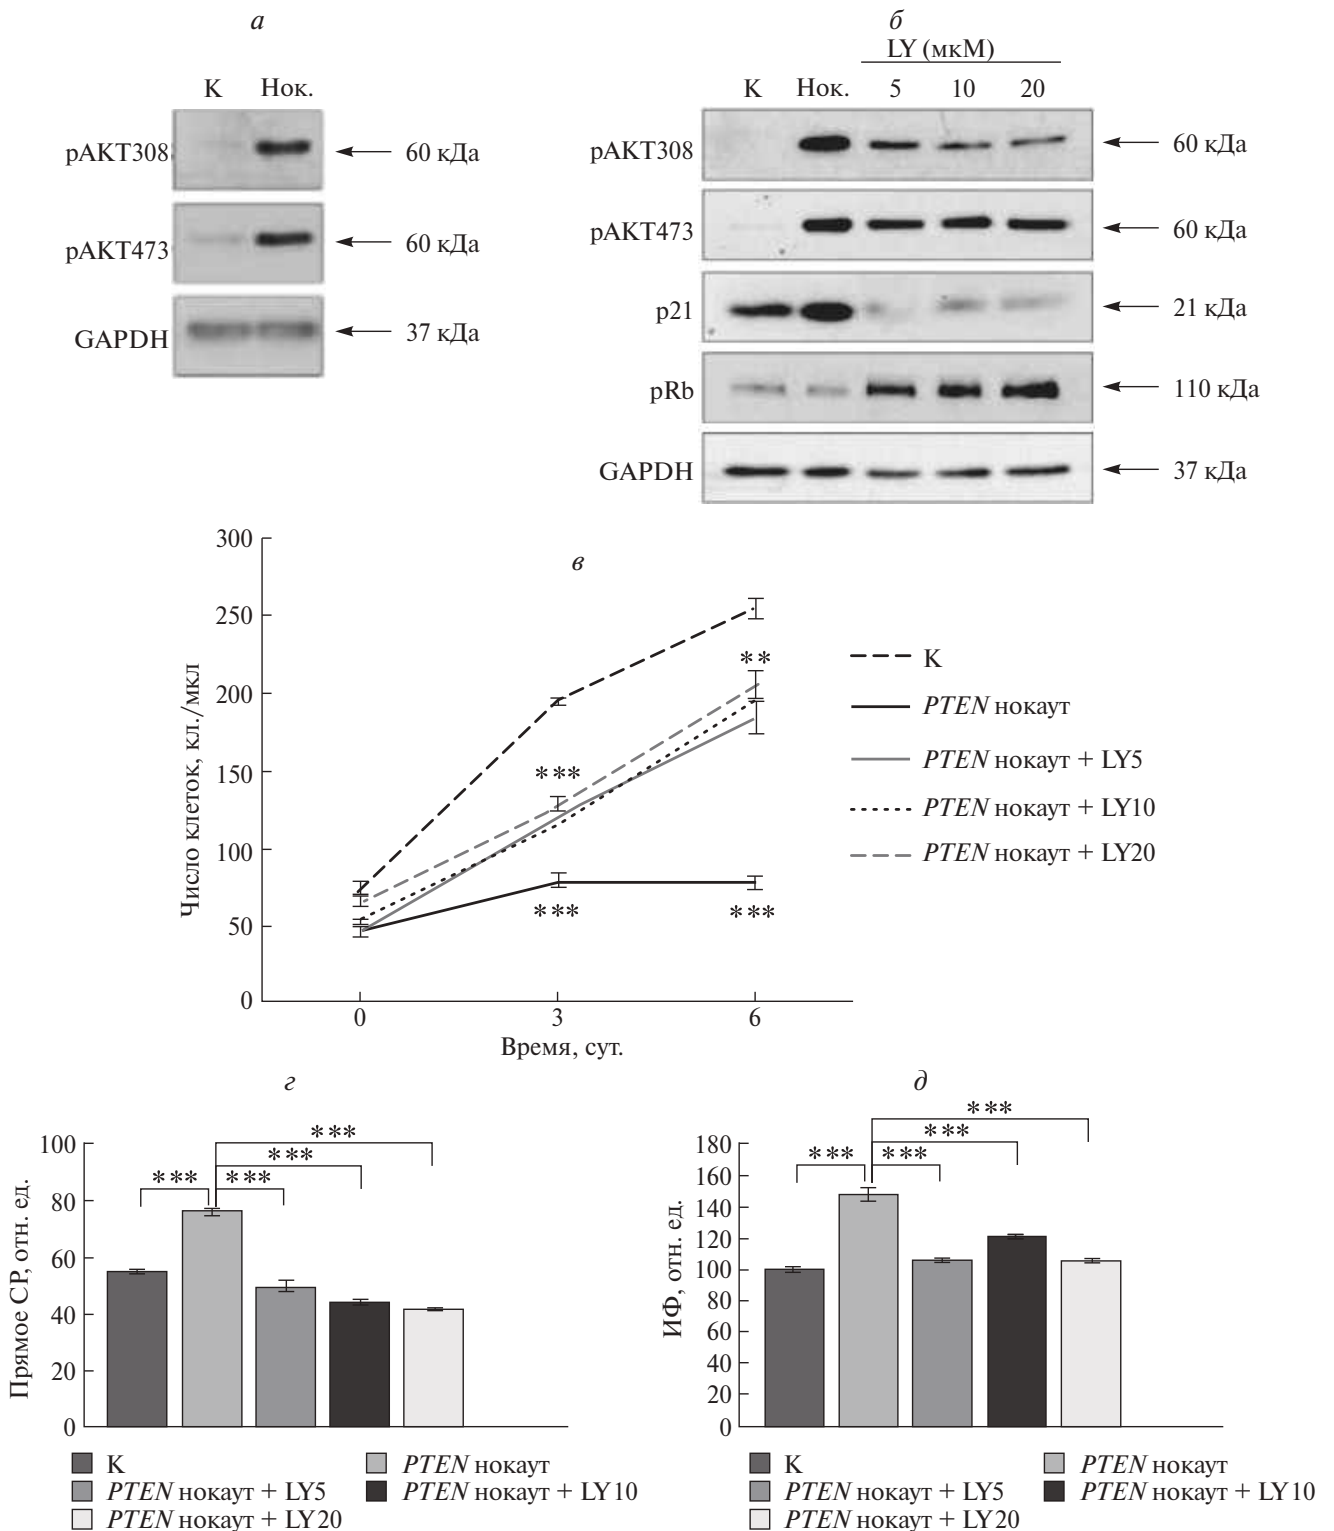 а
К Нок.
pAKT308 60 кДа
pAKT473 60 кДа
GAPDH 37 кДа
б
LY (мкМ)
К Нок. 5 10 20
pAKT308 60 кДа
pAKT473 60 кДа
p21 21 кДа
pRb 110 кДа
GAPDH 37 кДа
в
Число клеток, кл./мкл
300
250
200
150
100
50
0
0 3 6
Время, сут.
***
**
***
***
К
PTEN нокаут
PTEN нокаут + LY5
PTEN нокаут + LY10
PTEN нокаут + LY20
г
Прямое СР, отн. ед.
100
80
60
40
20
0
***
***
*** ***
К PTEN нокаут
PTEN нокаут + LY5 PTEN нокаут + LY10
PTEN нокаут + LY20
д
ИФ, отн. ед.
180
160
140
120
100
80
60
40
20
0
***
***
*** ***
К PTEN нокаут
PTEN нокаут + LY5 PTEN нокаут + LY10
PTEN нокаут + LY20